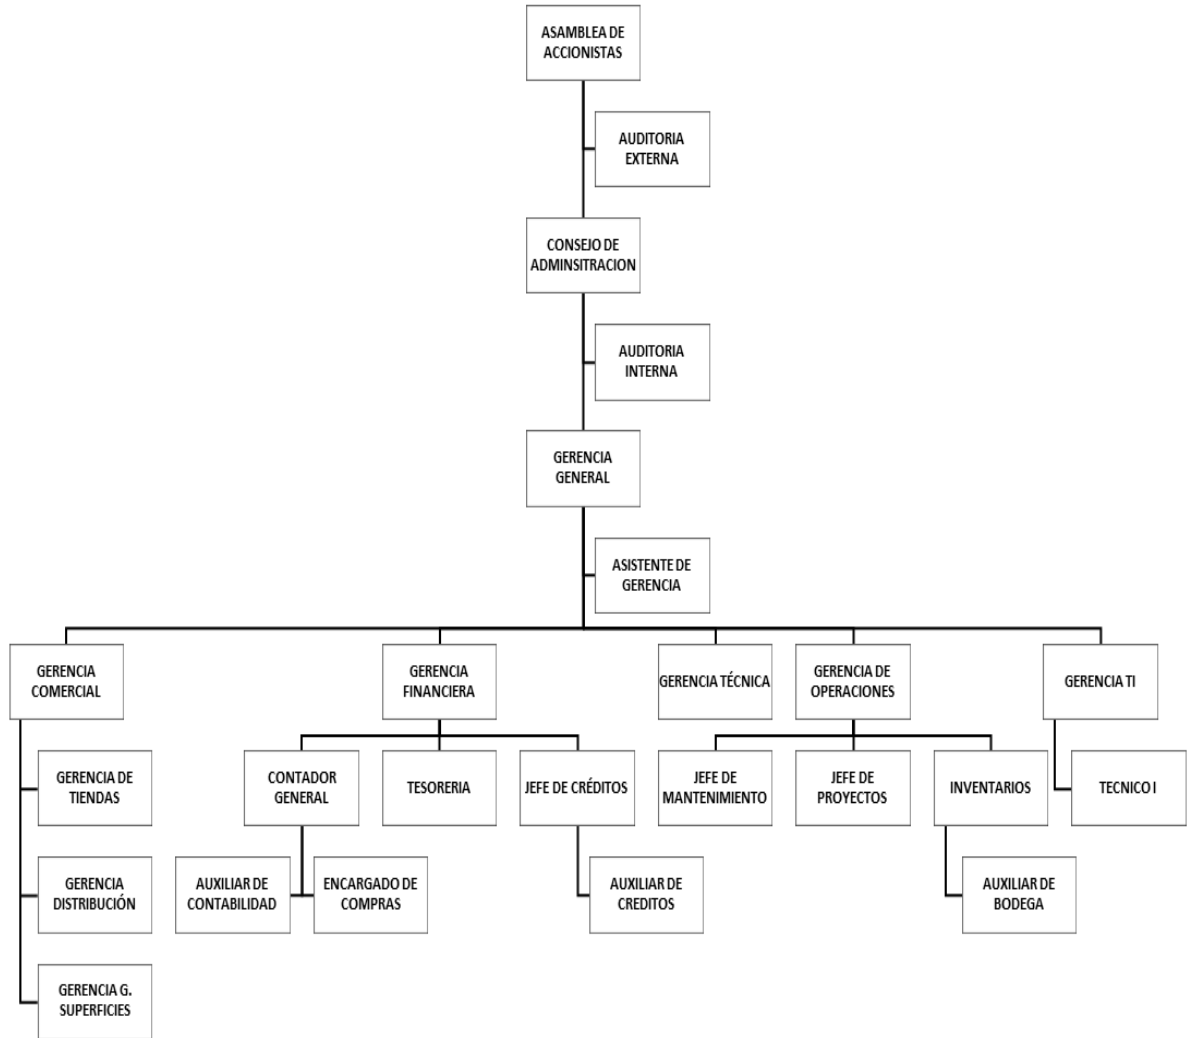 ASAMBLEA DE
ACCIONISTAS
AUDITORIA
EXTERNA
CONSEJO DE
ADMINSITRACION
AUDITORIA
INTERNA
GERENCIA
GENERAL
ASISTENTE DE
GERENCIA
GERENCIA
COMERCIAL
GERENCIA
FINANCIERA
GERENCIA TÉCNICA
GERENCIA DE
OPERACIONES
GERENCIA TI
GERENCIA DE
TIENDAS
CONTADOR
GENERAL
TESORERIA
JEFE DE CRÉDITOS
JEFE DE
MANTENIMIENTO
JEFE DE
PROYECTOS
INVENTARIOS
TECNICO I
GERENCIA
DISTRIBUCIÓN
AUXILIAR DE
CONTABILIDAD
ENCARGADO DE
COMPRAS
AUXILIAR DE
CREDITOS
AUXILIAR DE
BODEGA
GERENCIA G.
SUPERFICIES